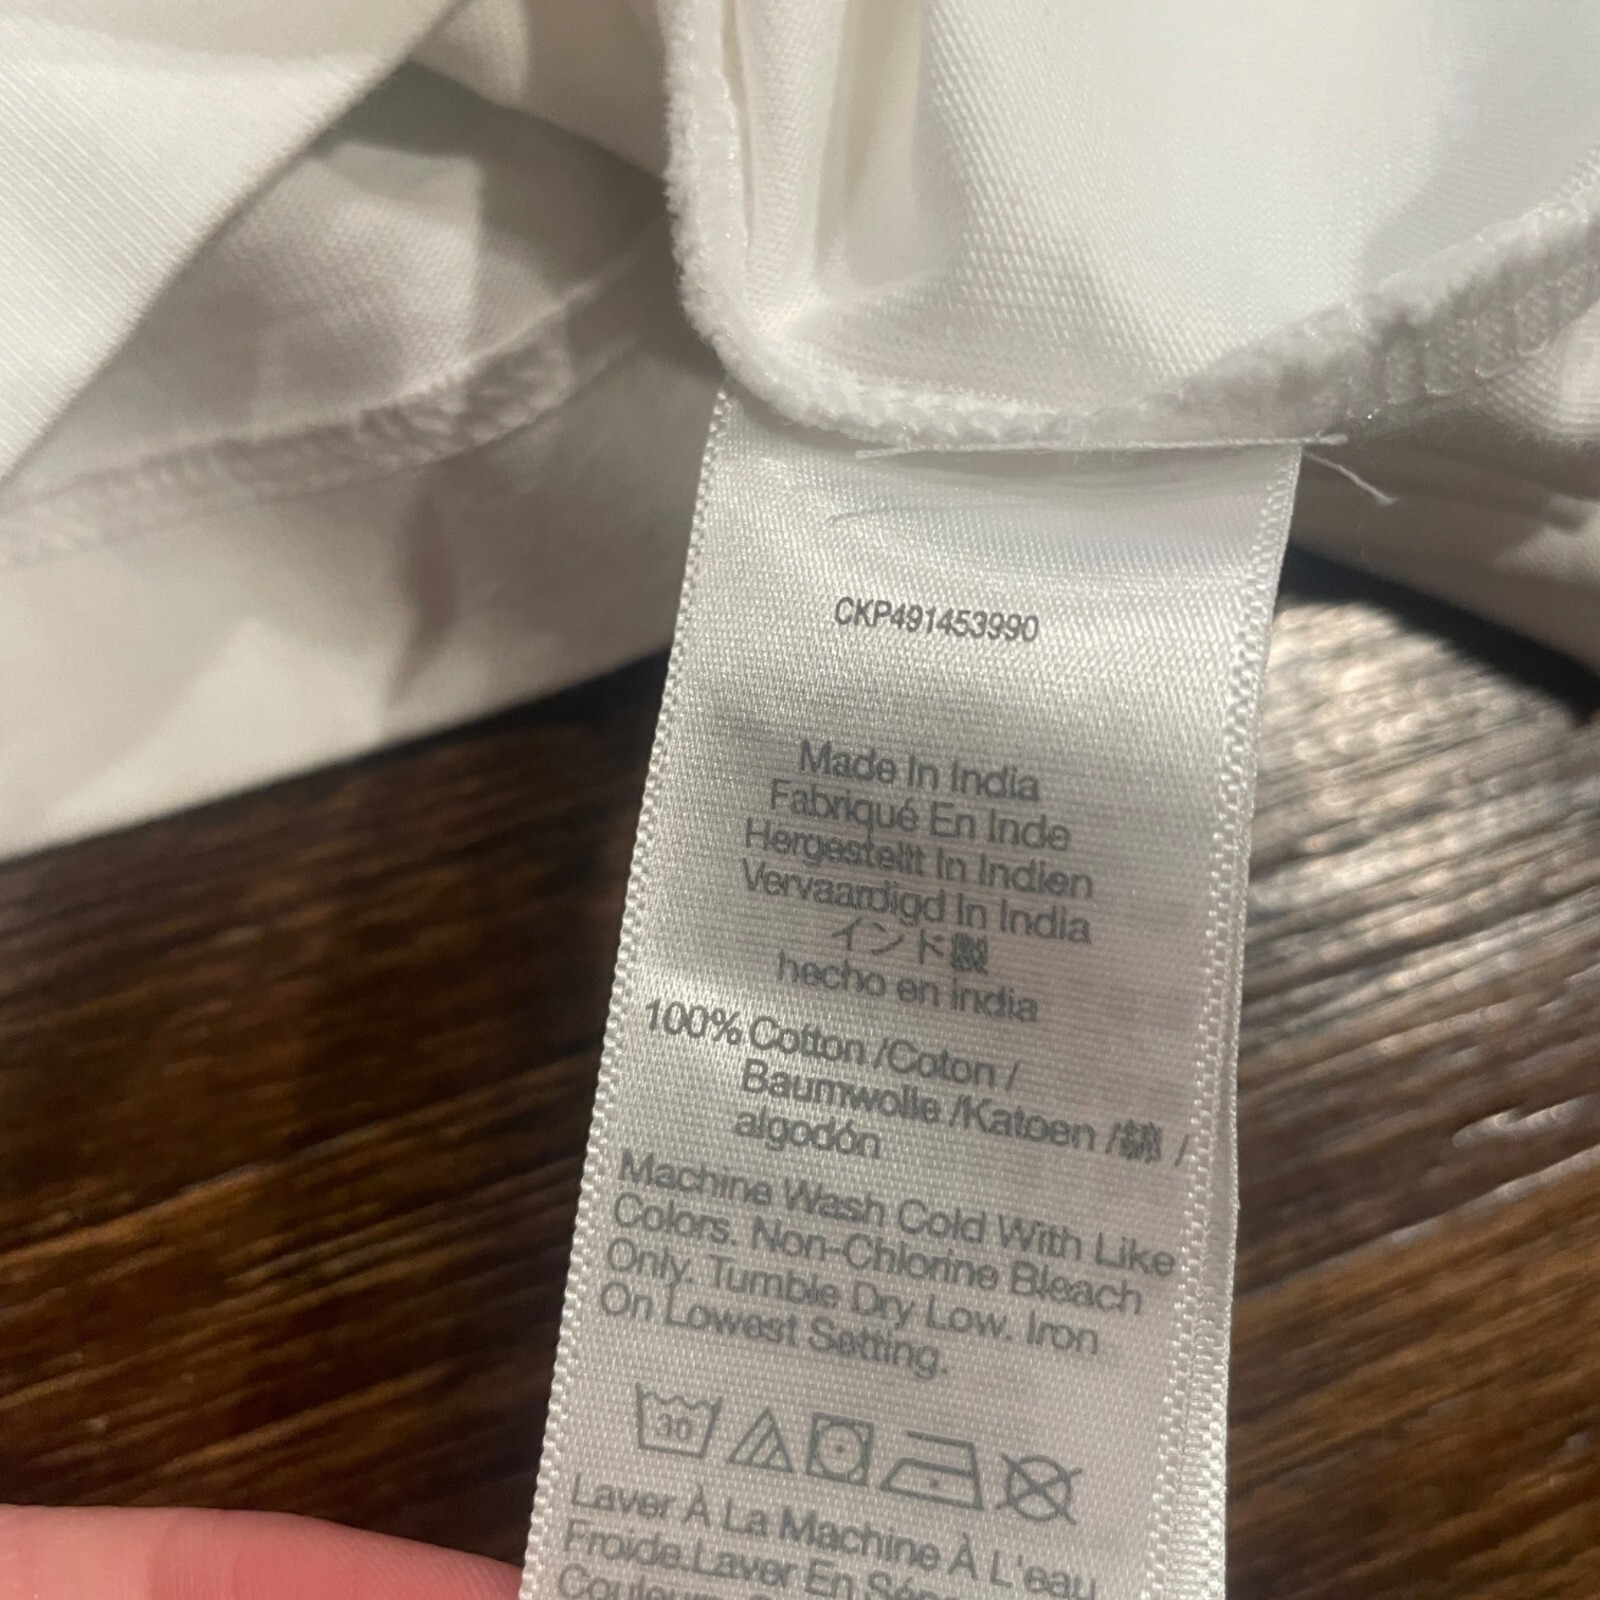 CKP491453990
Made In India
Fabriqué En Inde
Hergestellt In Indien
Vervaardigd In India
インド製
hecho en India
100% Cotton /Coton /
Baumwolle /Katoen /綿 /
algodón
Machine Wash Cold With Like
Colors. Non-Chlorine Bleach
Only. Tumble Dry Low. Iron
On Lowest Setting.
30
Laver À La Machine À L'eau
Froide.Laver En